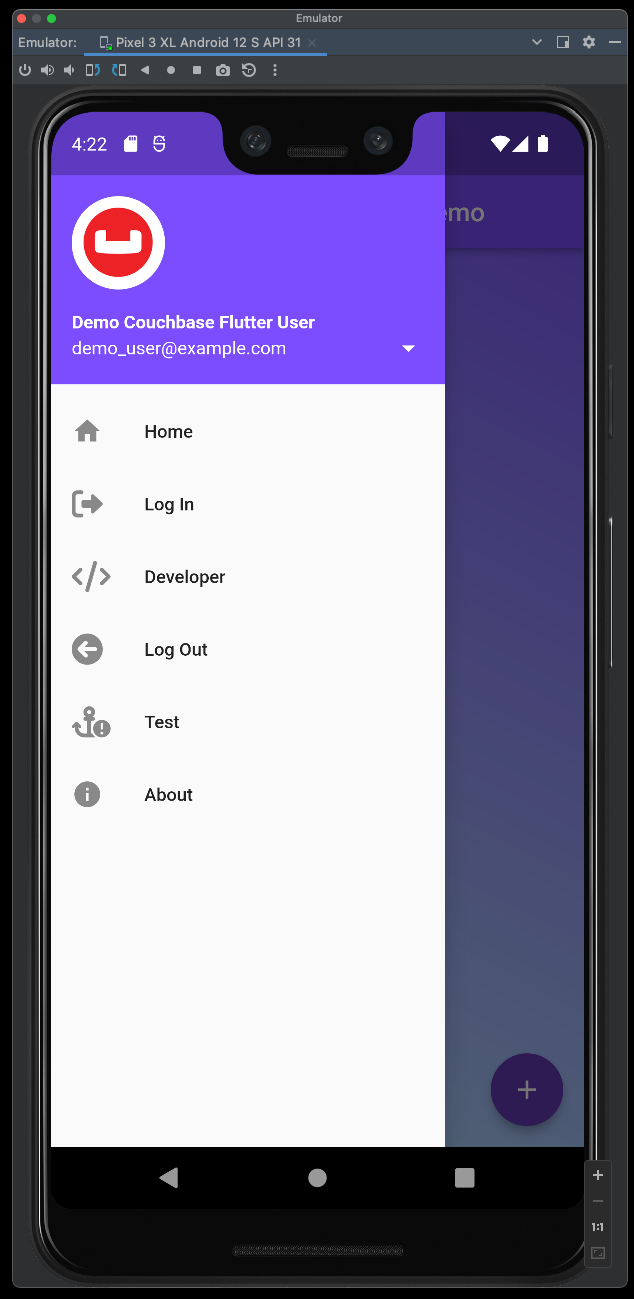 Emulator
Emulator: Pixel 3 XL Android 12 S API 31
4:22
emo
Demo Couchbase Flutter User
demo_user@example.com
Home
Log In
Developer
Log Out
Test
About
1:1